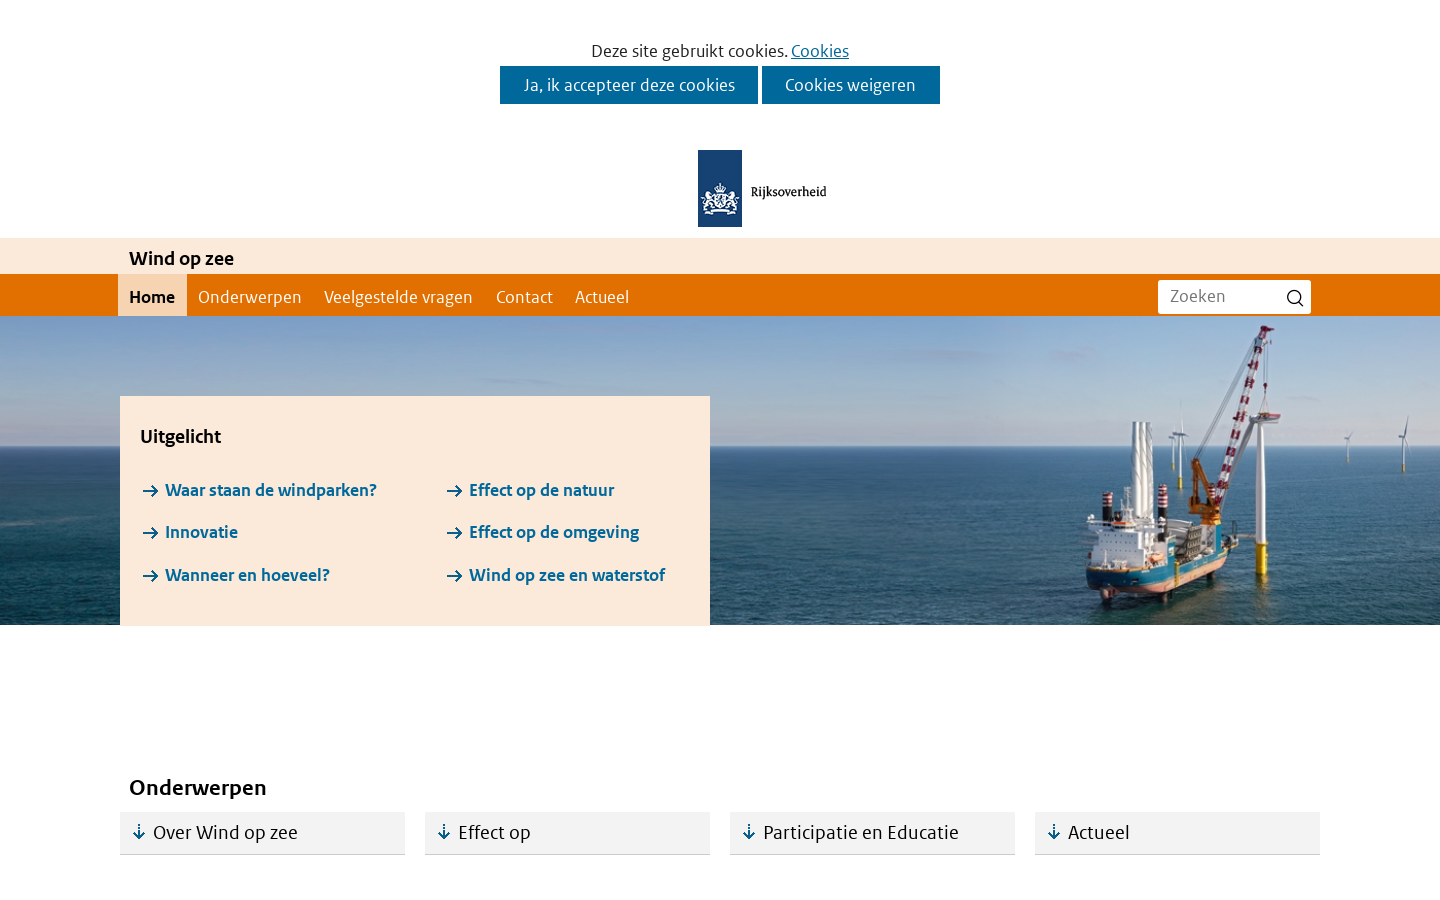 Deze site gebruikt cookies. Cookies
Ja, ik accepteer deze cookies Cookies weigeren
Rijksoverheid
Wind op zee
Home Onderwerpen Veelgestelde vragen Contact Actueel Zoeken
Uitgelicht
Waar staan de windparken? Effect op de natuur
Innovatie Effect op de omgeving
Wanneer en hoeveel? Wind op zee en waterstof
Onderwerpen
Over Wind op zee Effect op Participatie en Educatie Actueel